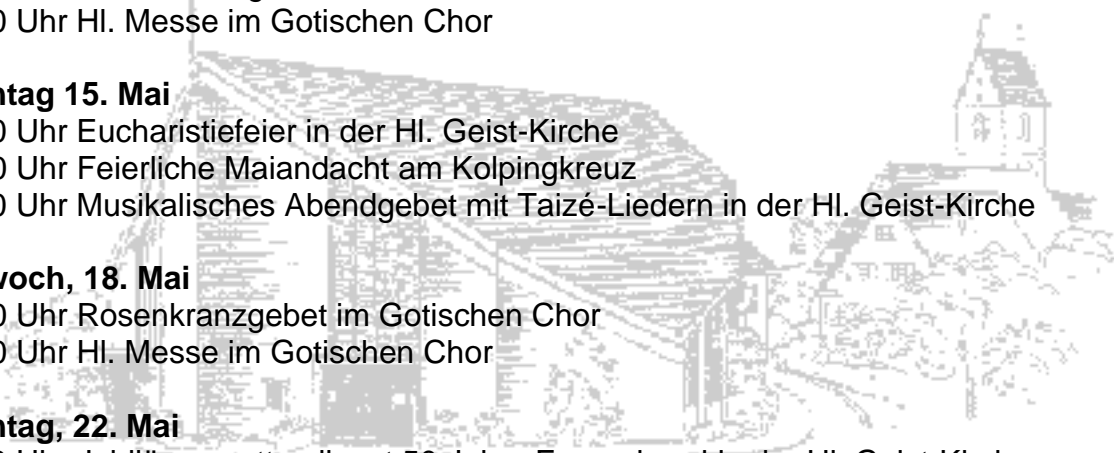 0 Uhr Hl. Messe im Gotischen Chor
ntag 15. Mai
0 Uhr Eucharistiefeier in der Hl. Geist-Kirche
0 Uhr Feierliche Maiandacht am Kolpingkreuz
0 Uhr Musikalisches Abendgebet mit Taizé-Liedern in der Hl. Geist-Kirche
woch, 18. Mai
0 Uhr Rosenkranzgebet im Gotischen Chor
0 Uhr Hl. Messe im Gotischen Chor
ntag, 22. Mai